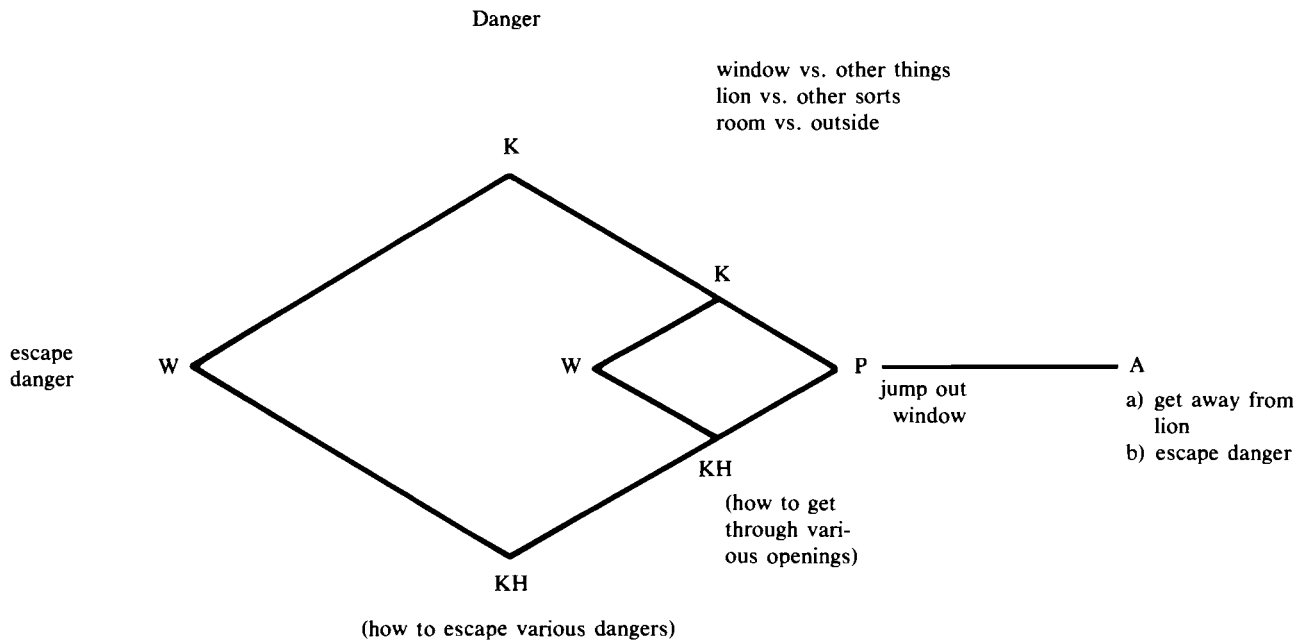 Danger
window vs. other things
lion vs. other sorts
room vs. outside
K
K
escape
danger
W
W
P
jump out
window
A
a) get away from
lion
b) escape danger
KH
(how to get
through vari-
ous openings)
KH
(how to escape various dangers)